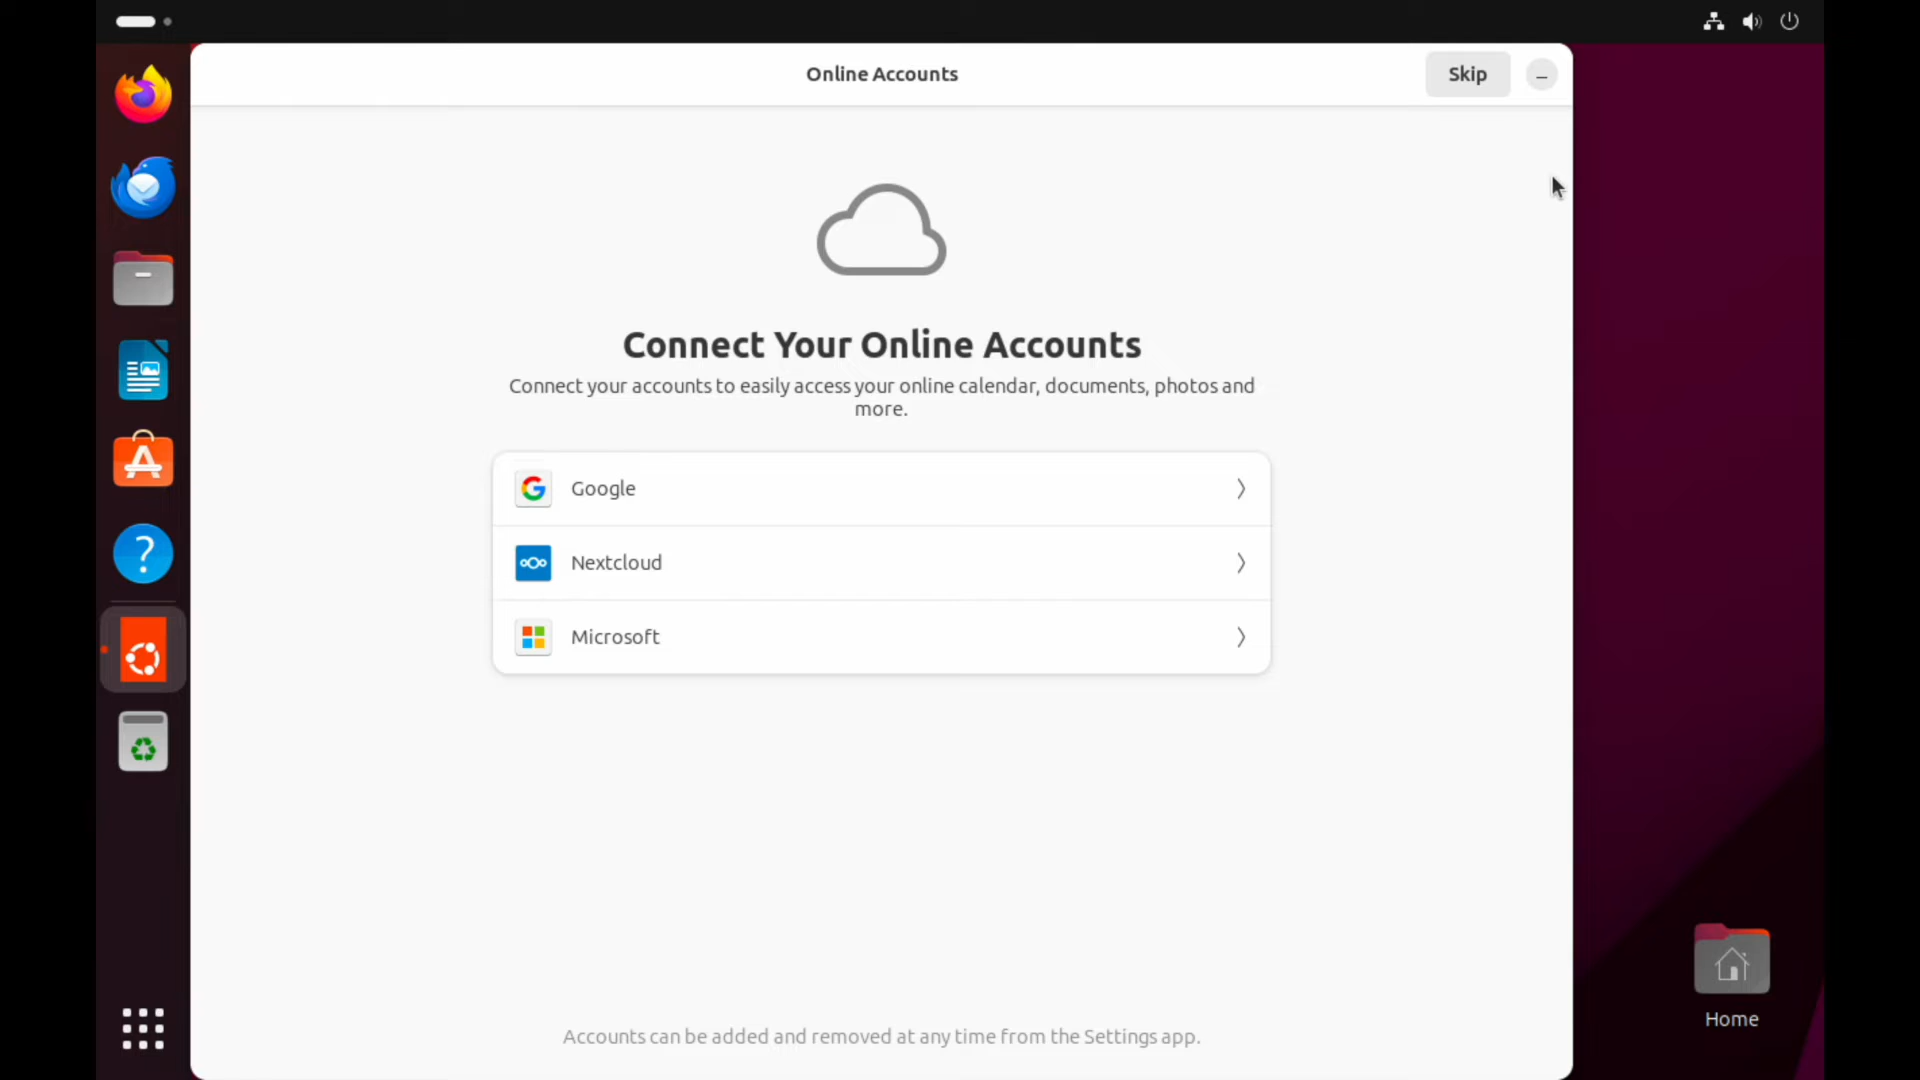 Online Accounts
Skip
Connect Your Online Accounts
Connect your accounts to easily access your online calendar, documents, photos and
more.
Google
Nextcloud
Microsoft
Accounts can be added and removed at any time from the Settings app.
Home